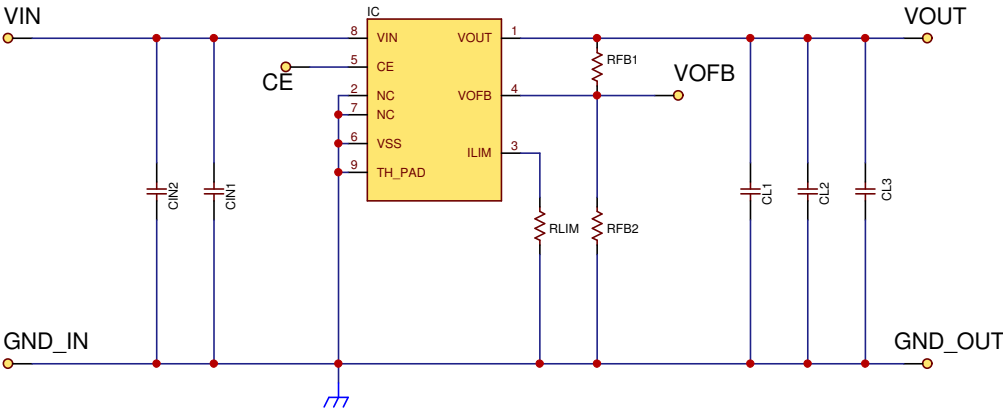 IC
VIN
VOUT
8
VIN
VOUT
1
RFB1
5
CE
CE
VOFB
2
NC
VOFB
4
7
NC
6
VSS
ILIM
3
9
TH_PAD
CIN2
CIN1
CL1
CL2
CL3
RLIM
RFB2
GND_IN
GND_OUT